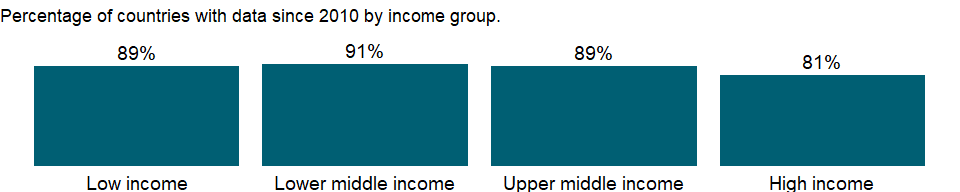 Percentage of countries with data since 2010 by income group.
89%
91%
89%
81%
Low income
Lower middle income
Upper middle income
High income